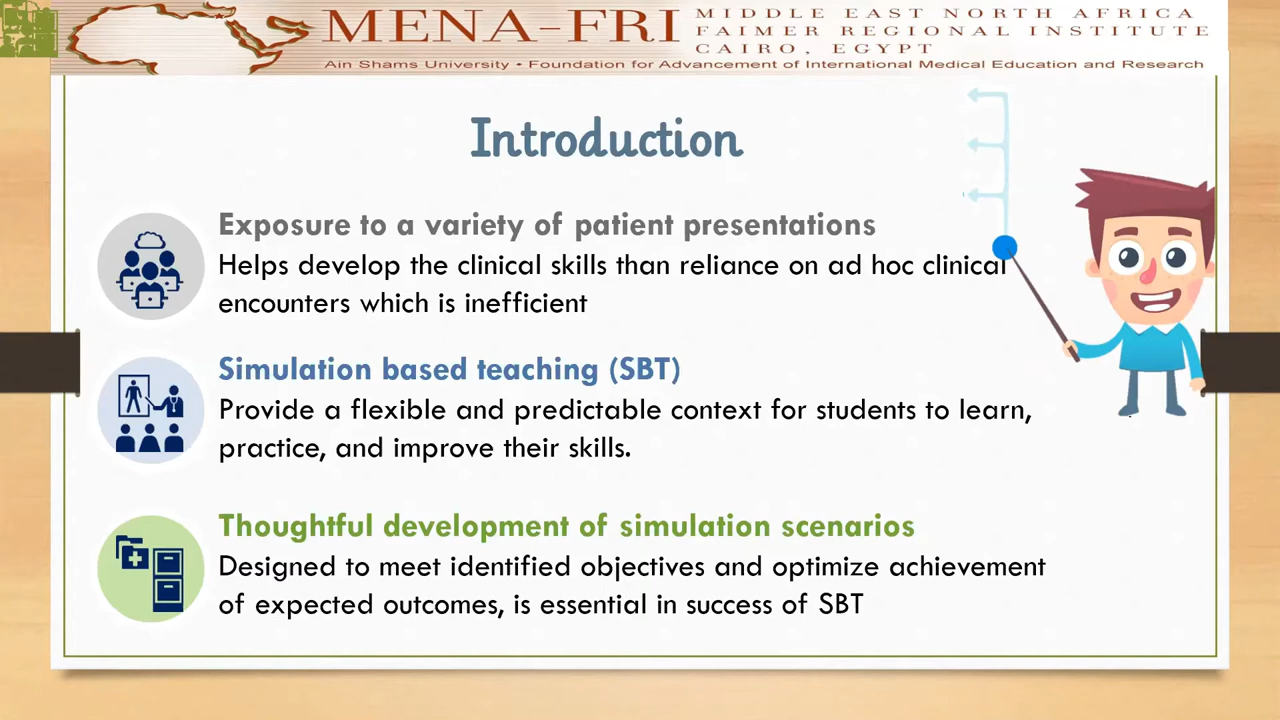 MENA-FRI
MIDDLE EAST NORTH AFRICA
FAIMER REGIONAL INSTITUTE
CAIRO, EGYPT
Ain Shams University • Foundation for Advancement of International Medical Education and Research
Introduction
Exposure to a variety of patient presentations
Helps develop the clinical skills than reliance on ad hoc clinical
encounters which is inefficient
Simulation based teaching (SBT)
Provide a flexible and predictable context for students to learn,
practice, and improve their skills.
Thoughtful development of simulation scenarios
Designed to meet identified objectives and optimize achievement
of expected outcomes, is essential in success of SBT